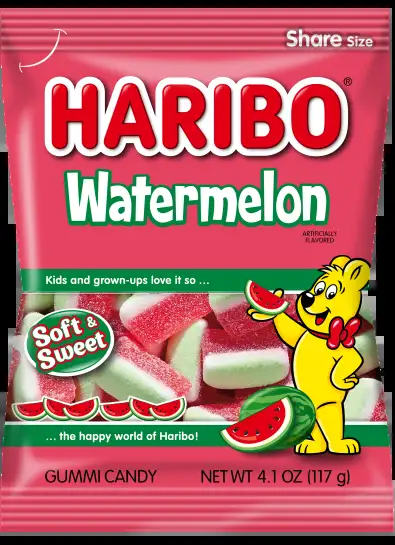 Share Size
HARIBO®
Watermelon
ARTIFICIALLY
FLAVORED
Kids and grown-ups love it so ...
Soft &
Sweet
... the happy world of Haribo!
GUMMI CANDY NET WT 4.1 OZ (117 g)